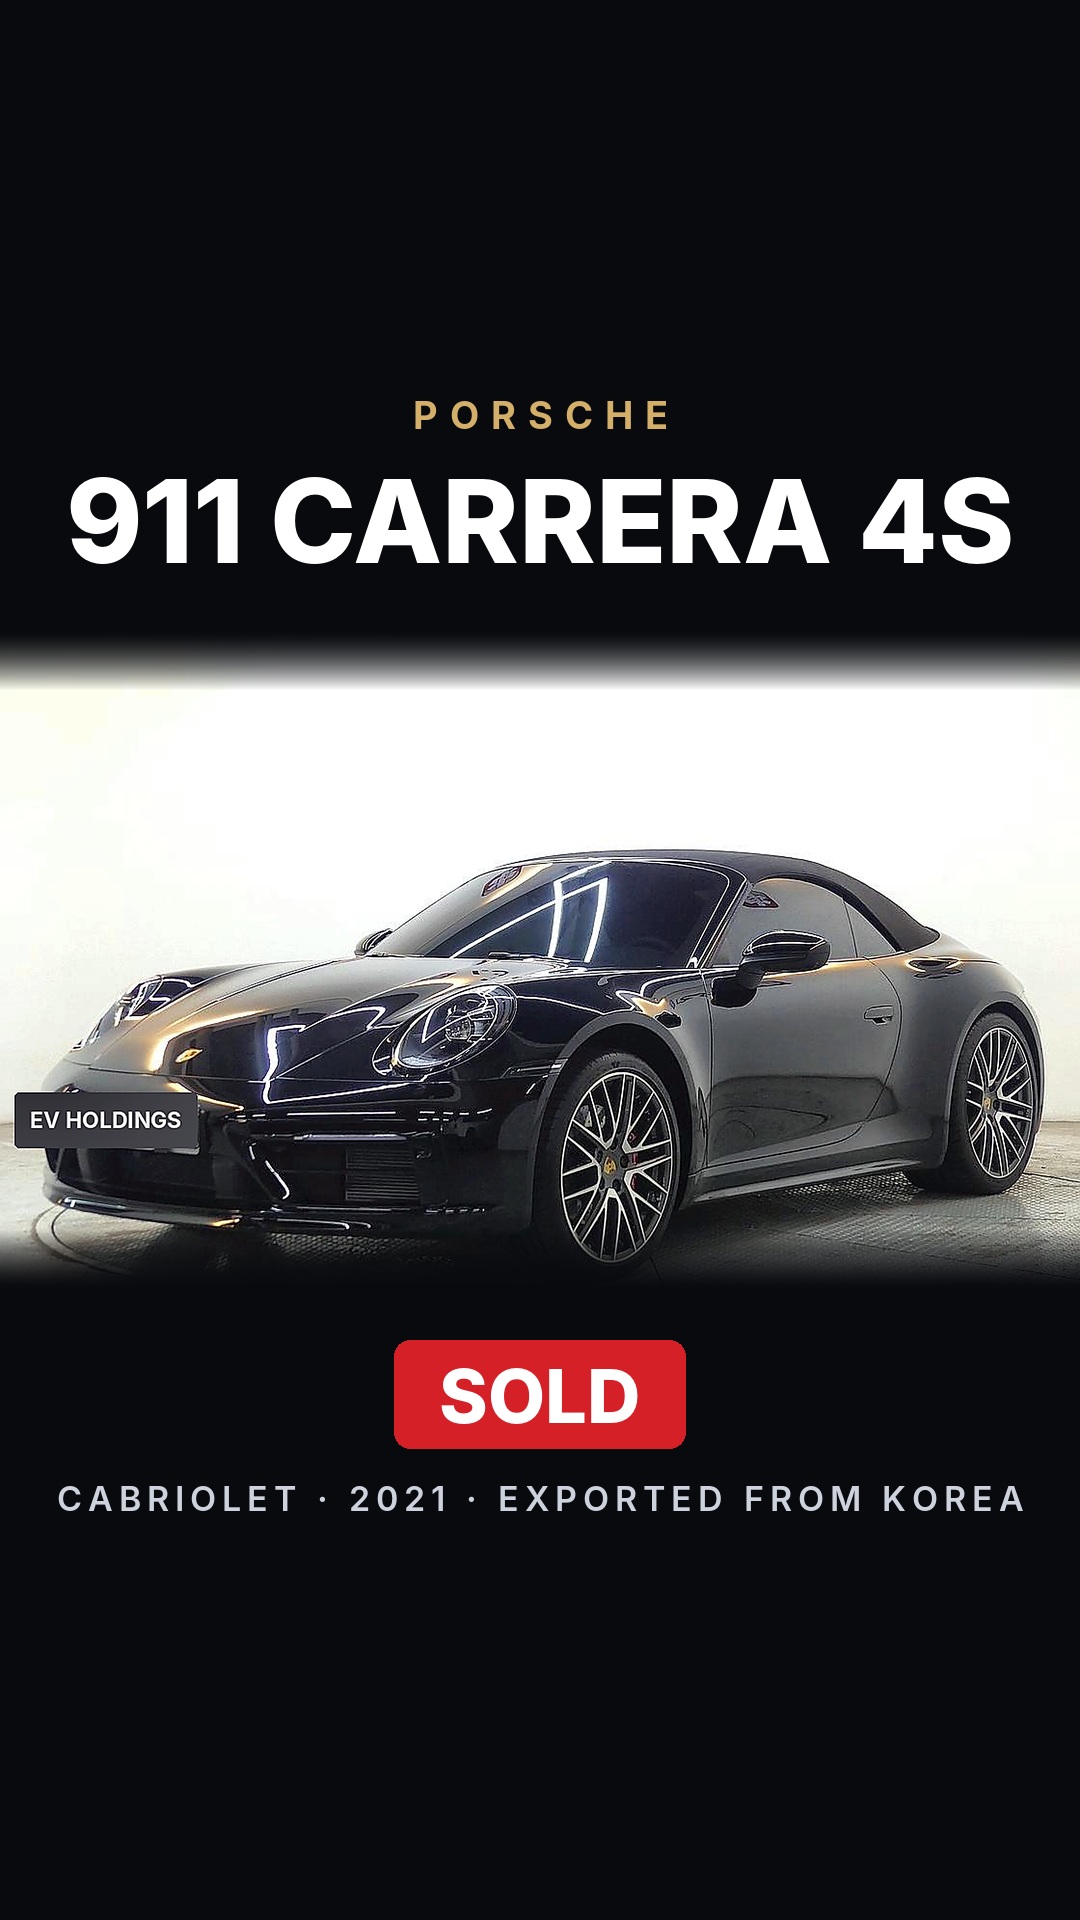 PORSCHE
911 CARRERA 4S
EV HOLDINGS
SOLD
CABRIOLET · 2021 · EXPORTED FROM KOREA